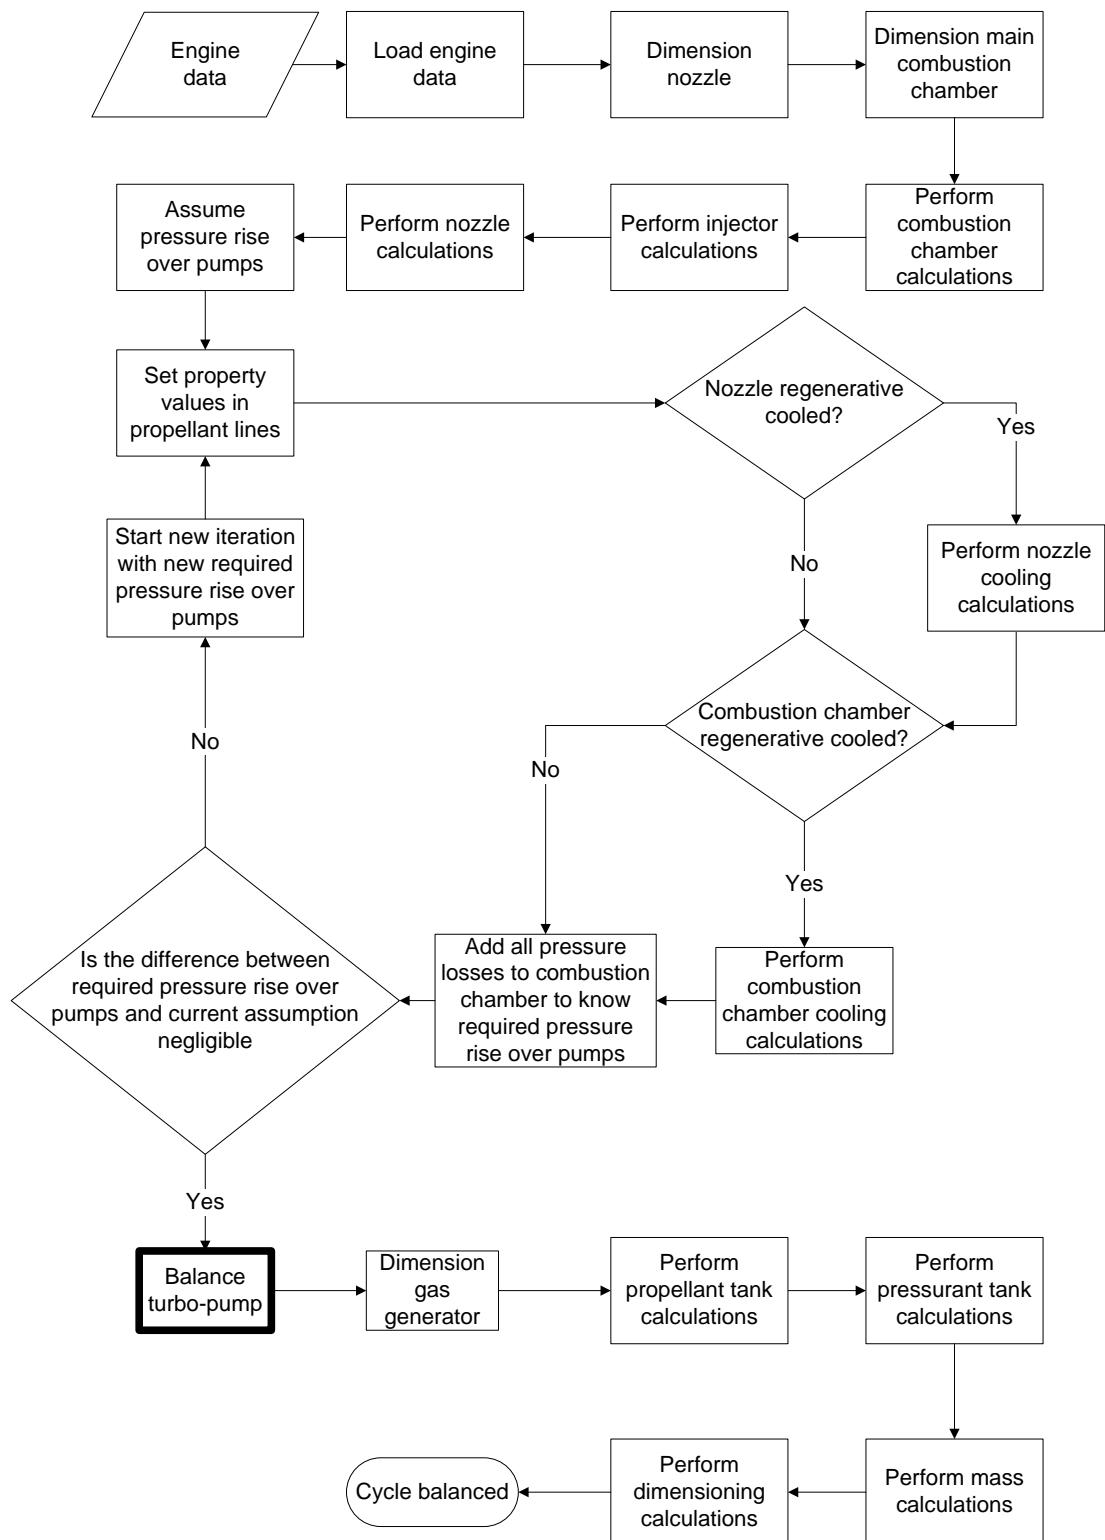 Engine
data
Load engine
data
Dimension
nozzle
Dimension main
combustion
chamber
Perform
combustion
chamber
calculations
Perform injector
calculations
Perform nozzle
calculations
Assume
pressure rise
over pumps
Set property
values in
propellant lines
Nozzle regenerative
cooled?
Yes
Perform nozzle
cooling
calculations
No
Combustion chamber
regenerative cooled?
No
Yes
Perform
combustion
chamber cooling
calculations
Add all pressure
losses to combustion
chamber to know
required pressure
rise over pumps
Is the difference between
required pressure rise over
pumps and current assumption
negligible
No
Start new iteration
with new required
pressure rise over
pumps
Yes
Balance
turbo-pump
Dimension
gas
generator
Perform
propellant tank
calculations
Perform
pressurant tank
calculations
Perform mass
calculations
Perform
dimensioning
calculations
Cycle balanced